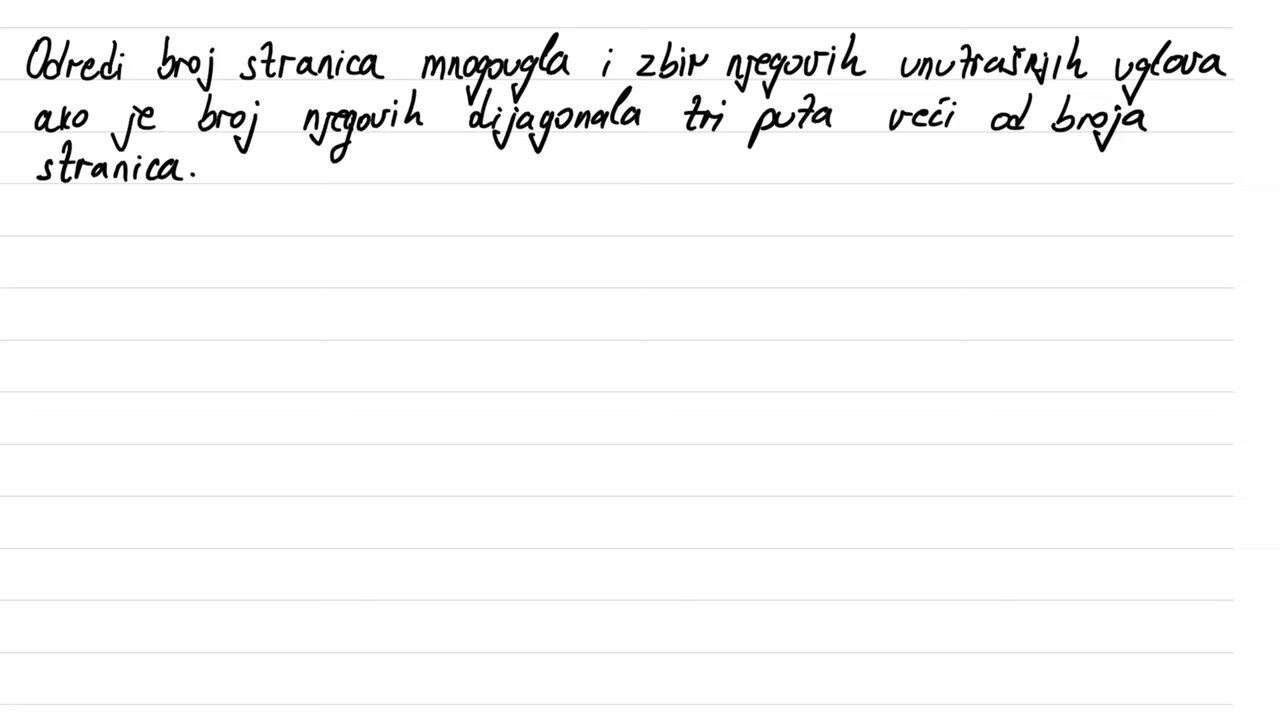 Odredi broj stranica mnogougla i zbir njegovih unutrašnjih uglova
ako je broj njegovih dijagonala tri puta veći od broja
stranica.